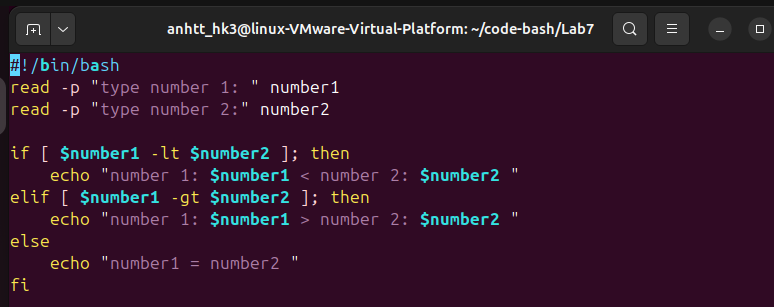 anhtt_hk3@linux-VMware-Virtual-Platform: ~/code-bash/Lab7
#!/bin/bash
read -p "type number 1: " number1
read -p "type number 2:" number2
if [ $number1 -lt $number2 ]; then
    echo "number 1: $number1 < number 2: $number2 "
elif [ $number1 -gt $number2 ]; then
    echo "number 1: $number1 > number 2: $number2 "
else
    echo "number1 = number2 "
fi